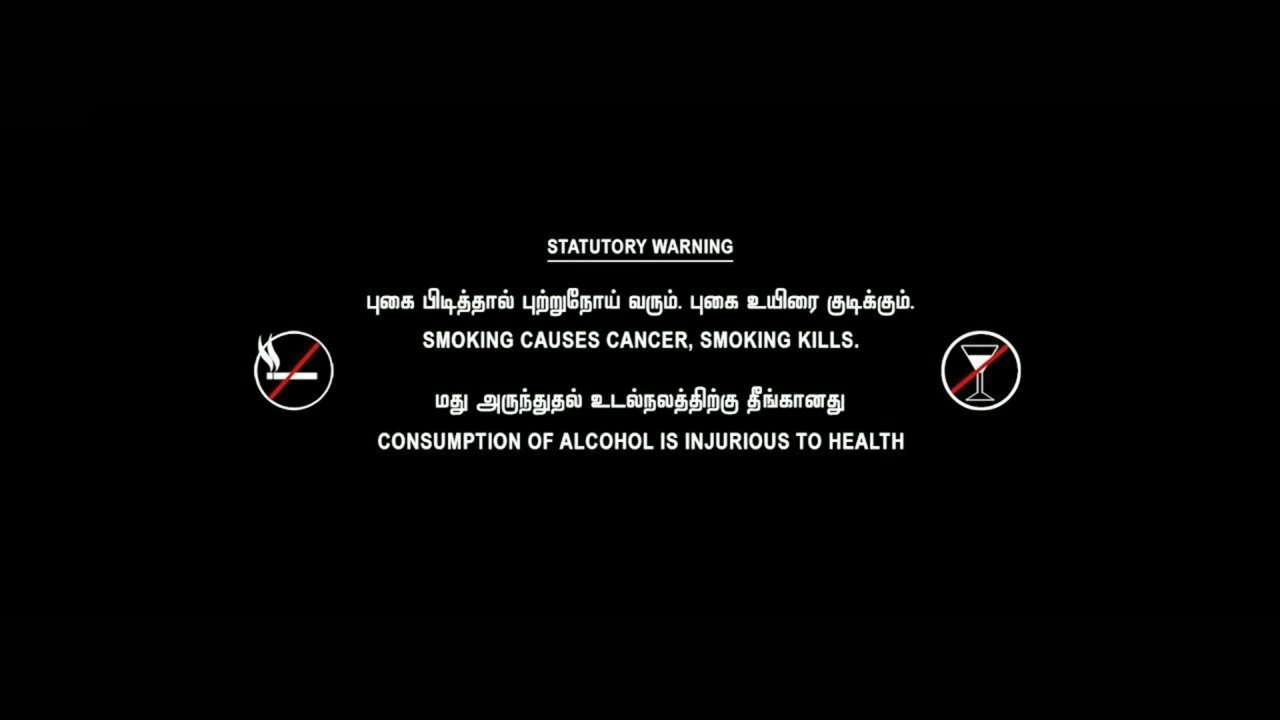 STATUTORY WARNING
புகை பிடித்தால் புற்றுநோய் வரும். புகை உயிரை குடிக்கும்.
SMOKING CAUSES CANCER, SMOKING KILLS.
மது அருந்துதல் உடல்நலத்திற்கு தீங்கானது
CONSUMPTION OF ALCOHOL IS INJURIOUS TO HEALTH